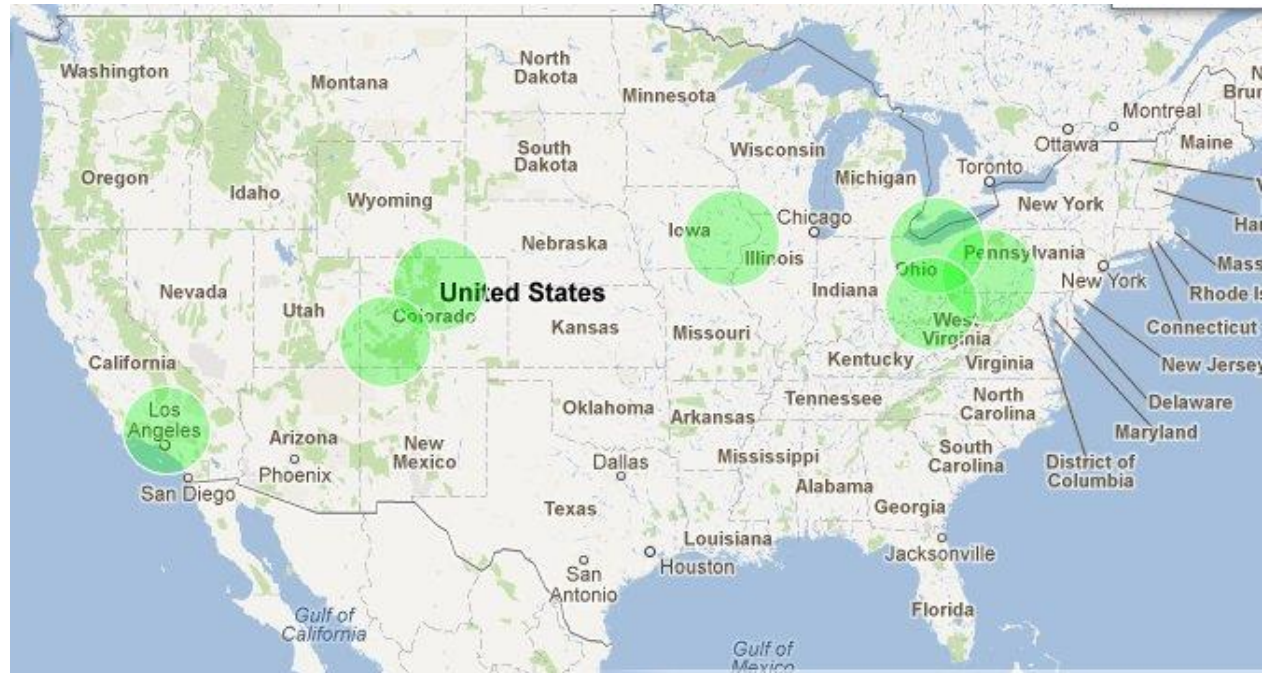 Washington
Montana
North
Dakota
Minnesota
Montreal
Ottawa
Maine
Oregon
Idaho
Wyoming
South
Dakota
Wisconsin
Michigan
Toronto
New York
Iowa
Chicago
Nebraska
Illinois
Ohio
Pennsylvania
New York
Nevada
Utah
United States
Colorado
Indiana
Kansas
Missouri
West
Virginia
Kentucky
Virginia
Connecticut
New Jersey
California
Los
Angeles
San Diego
Arizona
Phoenix
New
Mexico
Oklahoma
Arkansas
Tennessee
North
Carolina
Delaware
Maryland
Dallas
Mississippi
South
Carolina
District of
Columbia
Texas
Alabama
Georgia
Louisiana
Houston
San
Antonio
Jacksonville
Florida
Gulf of
California
Gulf of
Mexico
Rhode Is
Mass
Har
Brun